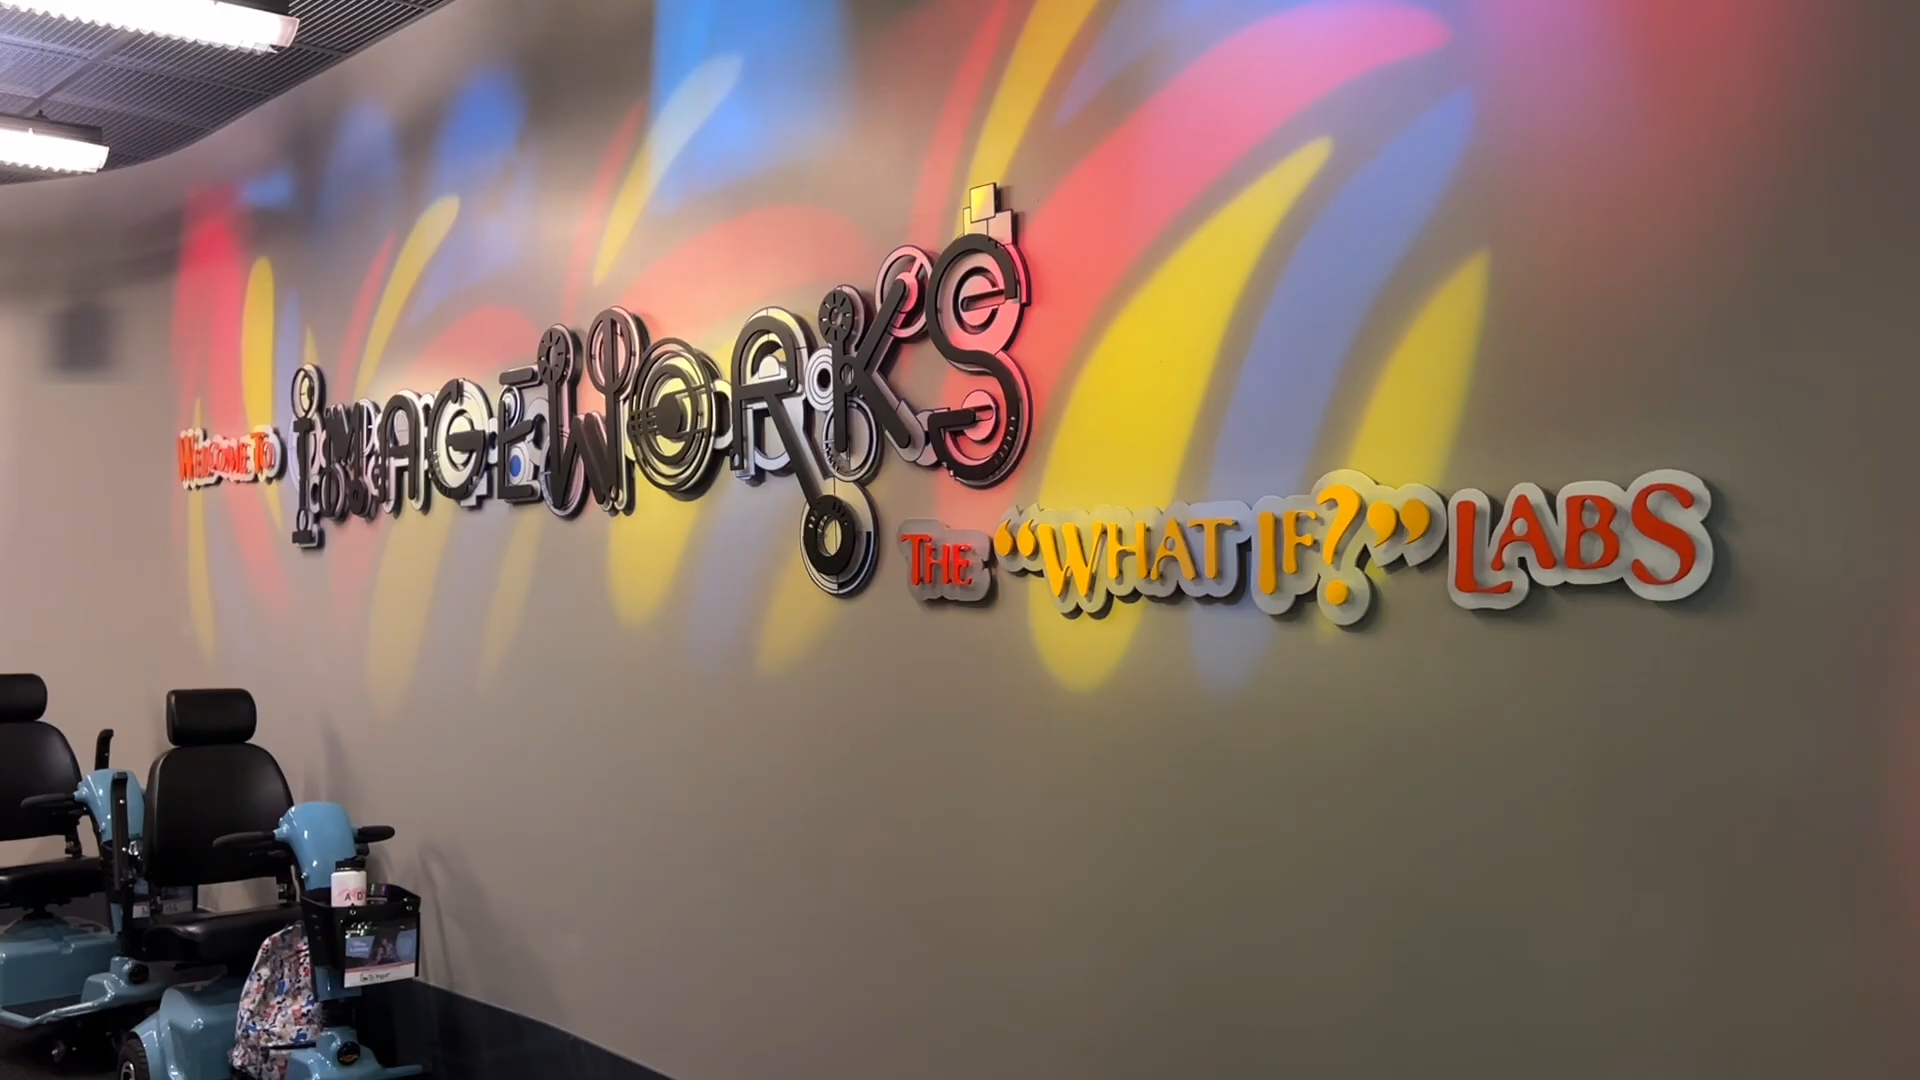 WELCOME TO
IMAGEWORKS
THE “WHAT IF?” LABS
A D